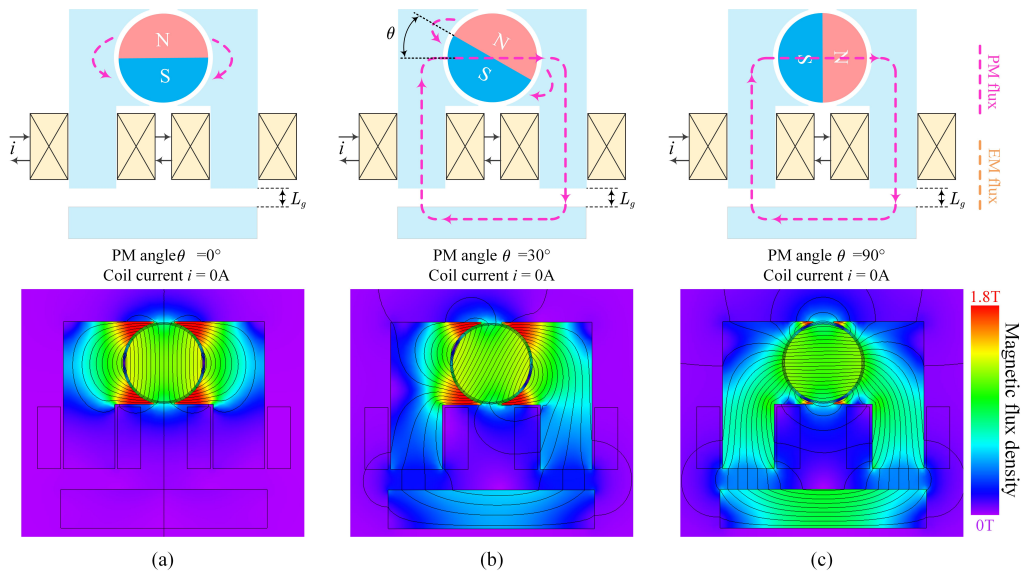 N
S
i
L_g
θ
N
S
i
L_g
S
N
i
L_g
PM flux
EM flux
PM angleθ =0°
Coil current i = 0A
PM angle θ =30°
Coil current i = 0A
PM angle θ =90°
Coil current i = 0A
1.8T
Magnetic flux density
0T
(a)
(b)
(c)